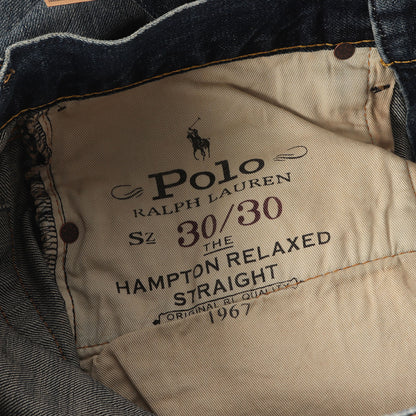 Polo
RALPH LAUREN
Sz 30/30
THE
HAMPTON RELAXED
STRAIGHT
ORIGINAL RL QUALITY
1967